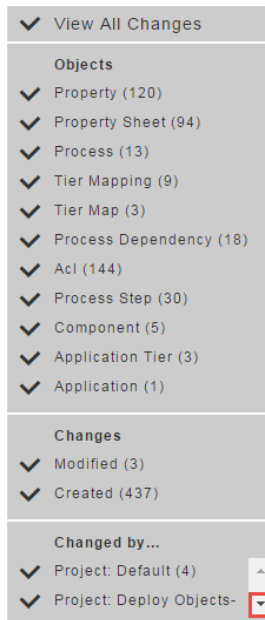 View All Changes
Objects
Property (120)
Property Sheet (94)
Process (13)
Tier Mapping (9)
Tier Map (3)
Process Dependency (18)
Acl (144)
Process Step (30)
Component (5)
Application Tier (3)
Application (1)
Changes
Modified (3)
Created (437)
Changed by...
Project: Default (4)
Project: Deploy Objects-